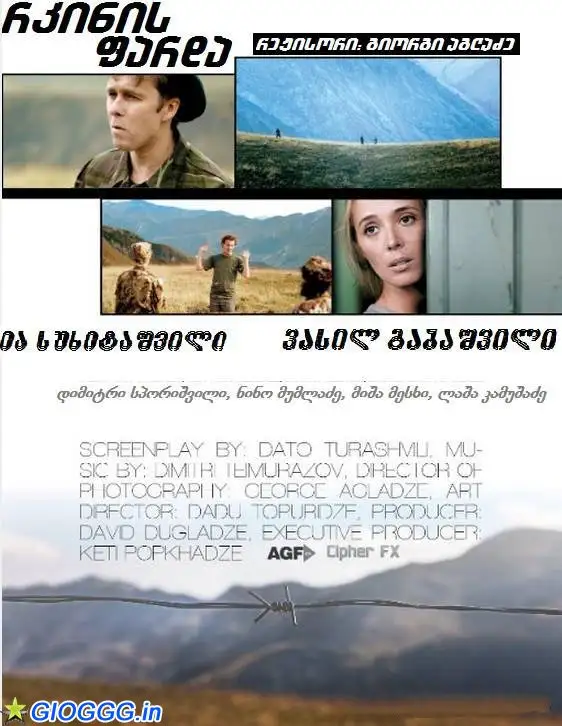 რკინის
ფარდა
რეჟისორი: გიორგი აგლაძე
ია სუხიტაშვილი
ვასილ გაბაშვილი
დიმიტრი სპორიშვილი, ნინო მუმლაძე, მიშა მესხი, ლაშა კამუშაძე
SCREENPLAY BY: DATO TURASHVILI, MU-
SIC BY: DIMITRI TEIMURAZOV, DIRECTOR OF
PHOTOGRAPHY: GEORGE AGLADZE, ART
DIRECTOR: DADU TOPURIDZE, PRODUCER:
DAVID DUGLADZE, EXECUTIVE PRODUCER:
KETI POPKHADZE AGF Cipher FX
GIOGGG.in